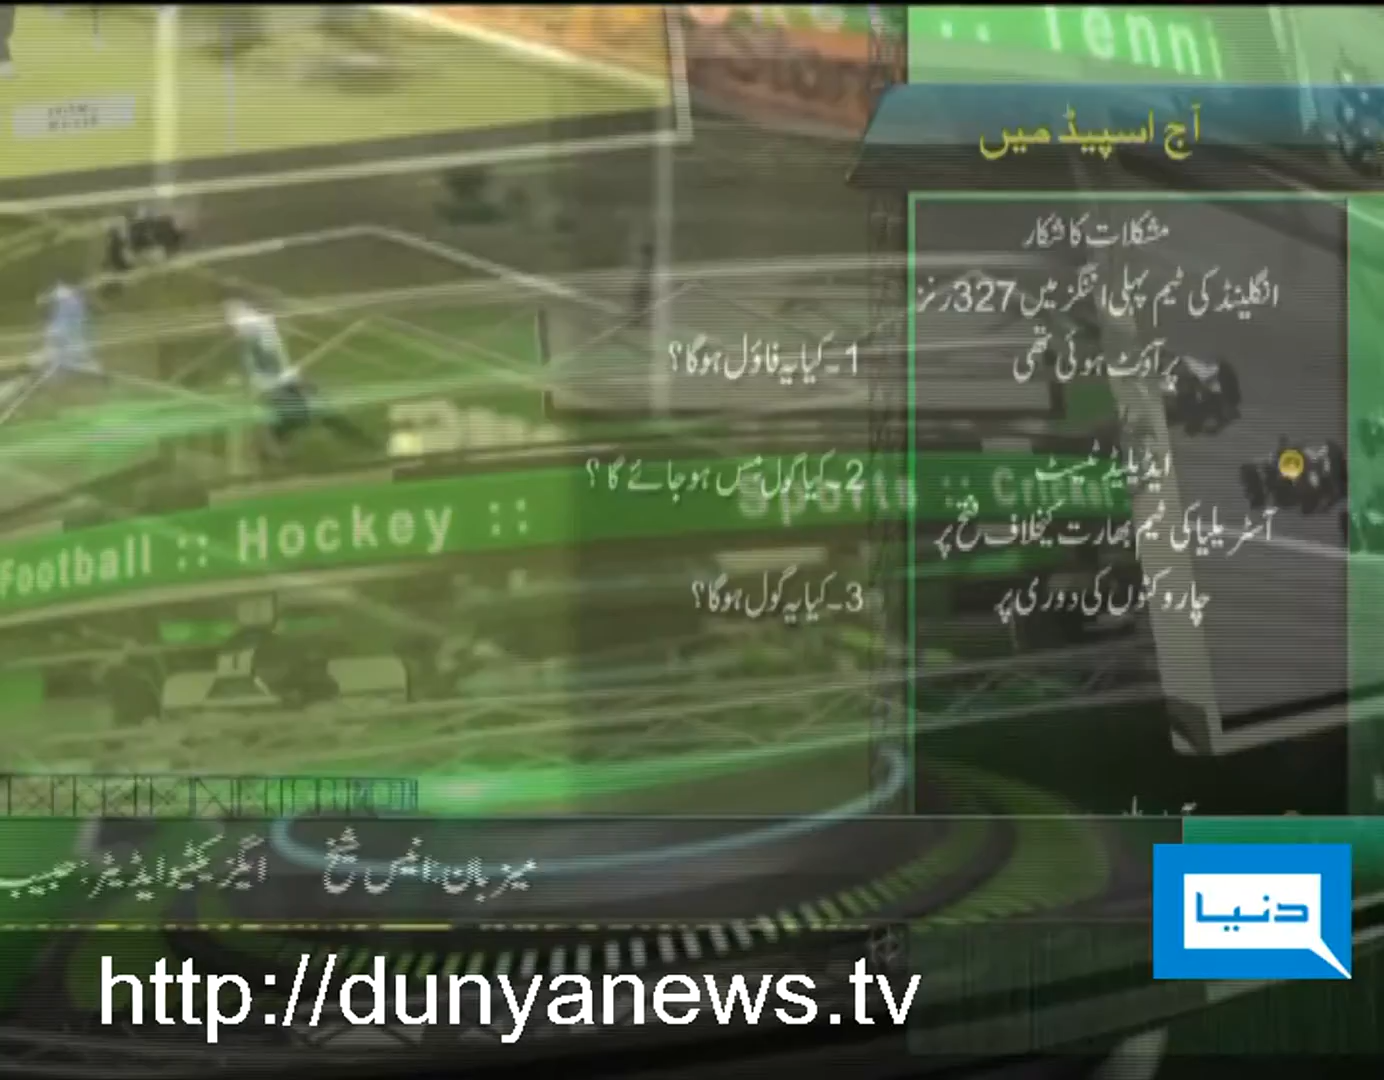 :: Tenni
آج اسپیڈ میں
مشکلات کا شکار
انگلینڈ کی ٹیم پہلی اننگز میں 327 رنز
پر آؤٹ ہوئی تھی
ایڈیلیڈ ٹیسٹ
آسٹریلیا کی ٹیم بھارت کیخلاف فتح پر
چار وکٹوں کی دوری پر
1۔کیا یہ فاؤل ہوگا؟
2۔کیا گول مس ہو جائے گا؟
3۔کیا یہ گول ہوگا؟
Football :: Hockey ::
Sports :: Cricket
میزبان: انیس شیخ ایگزیکٹیو ایڈیٹر: حبیب
دنیا
http://dunyanews.tv